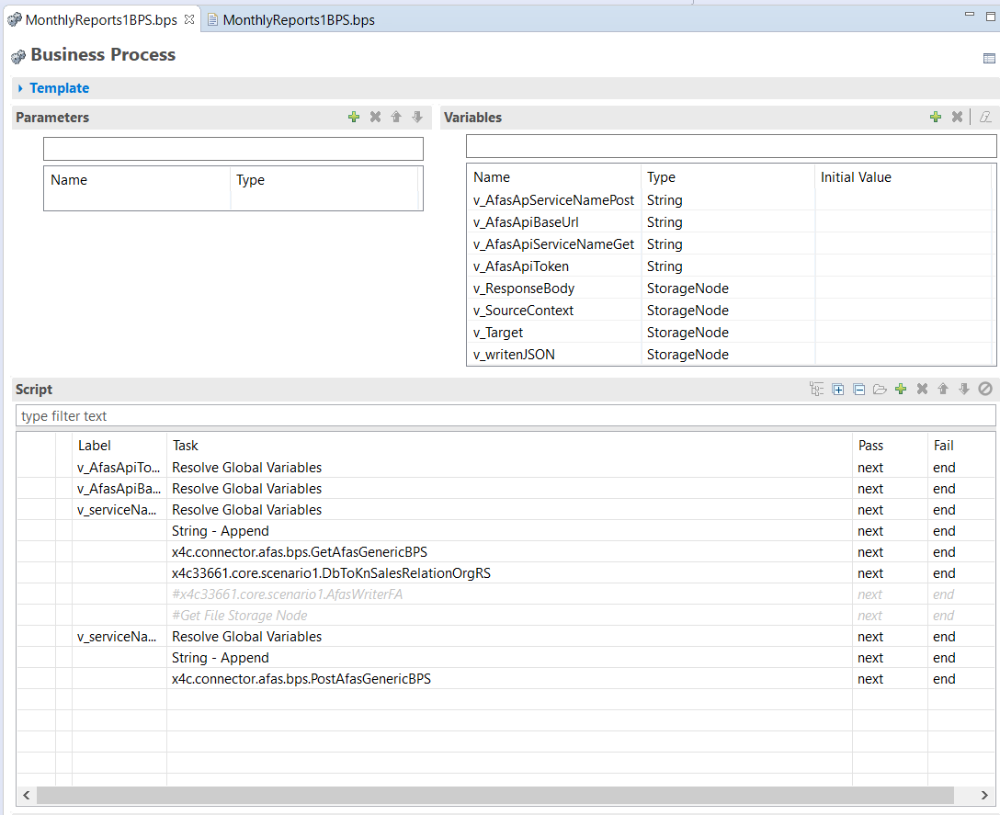 MonthlyReports1BPS.bps MonthlyReports1BPS.bps
Business Process
Template
Parameters
Name Type
Variables
Name Type Initial Value
v_AfasApServiceNamePost String
v_AfasApiBaseUrl String
v_AfasApiServiceNameGet String
v_AfasApiToken String
v_ResponseBody StorageNode
v_SourceContext StorageNode
v_Target StorageNode
v_writenJSON StorageNode
Script
type filter text
Label Task Pass Fail
v_AfasApiTo... Resolve Global Variables next end
v_AfasApiBa... Resolve Global Variables next end
v_serviceNa... Resolve Global Variables next end
String - Append next end
x4c.connector.afas.bps.GetAfasGenericBPS next end
x4c33661.core.scenario1.DbToKnSalesRelationOrgRS next end
#x4c33661.core.scenario1.AfasWriterFA next end
#Get File Storage Node next end
v_serviceNa... Resolve Global Variables next end
String - Append next end
x4c.connector.afas.bps.PostAfasGenericBPS next end